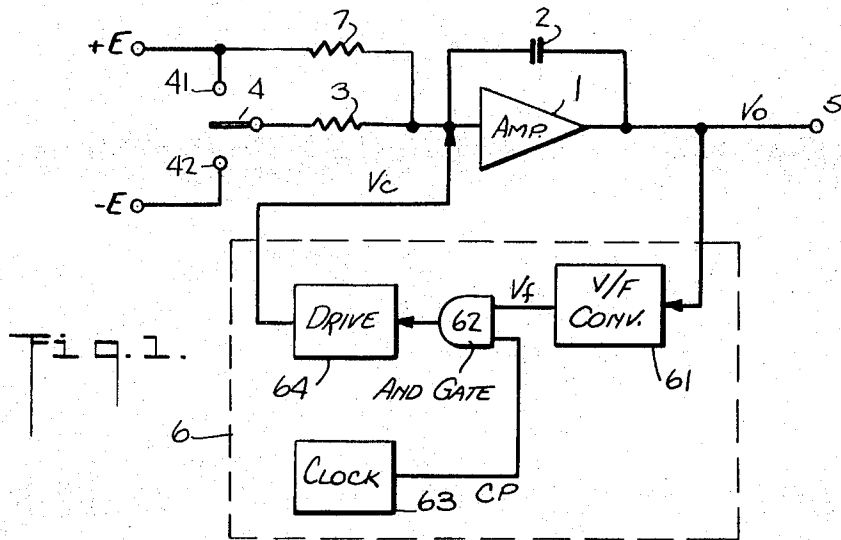 7
2
+E
41
4
3
1
AMP.
Vo
5
42
-E
Vc
DRIVE
62
Vf
V/F
CONV.
64
AND GATE
61
Fig.1.
6
CLOCK
63
CP